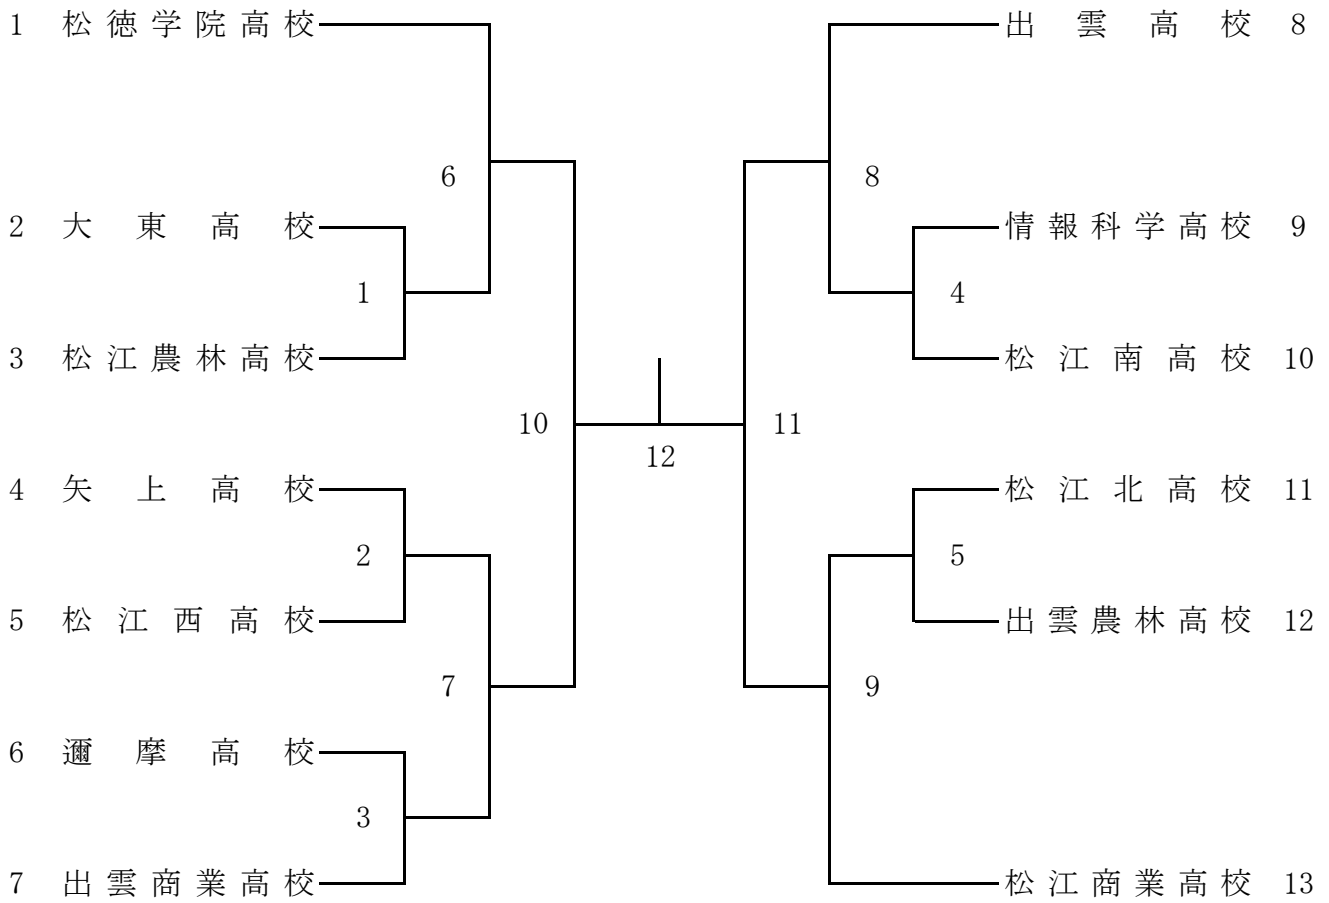 1 松徳学院高校
出雲高校 8
6
8
2 大東高校
情報科学高校 9
1
4
3 松江農林高校
松江南高校 10
10
11
12
4 矢上高校
松江北高校 11
2
5
5 松江西高校
出雲農林高校 12
7
9
6 邇摩高校
3
7 出雲商業高校
松江商業高校 13